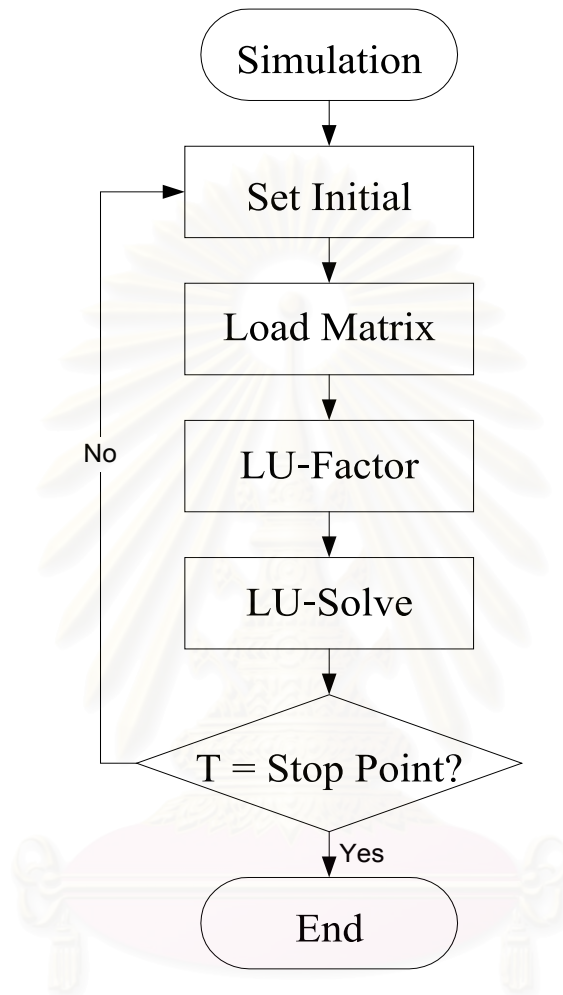 Simulation
Set Initial
Load Matrix
LU-Factor
No
LU-Solve
T = Stop Point?
Yes
End